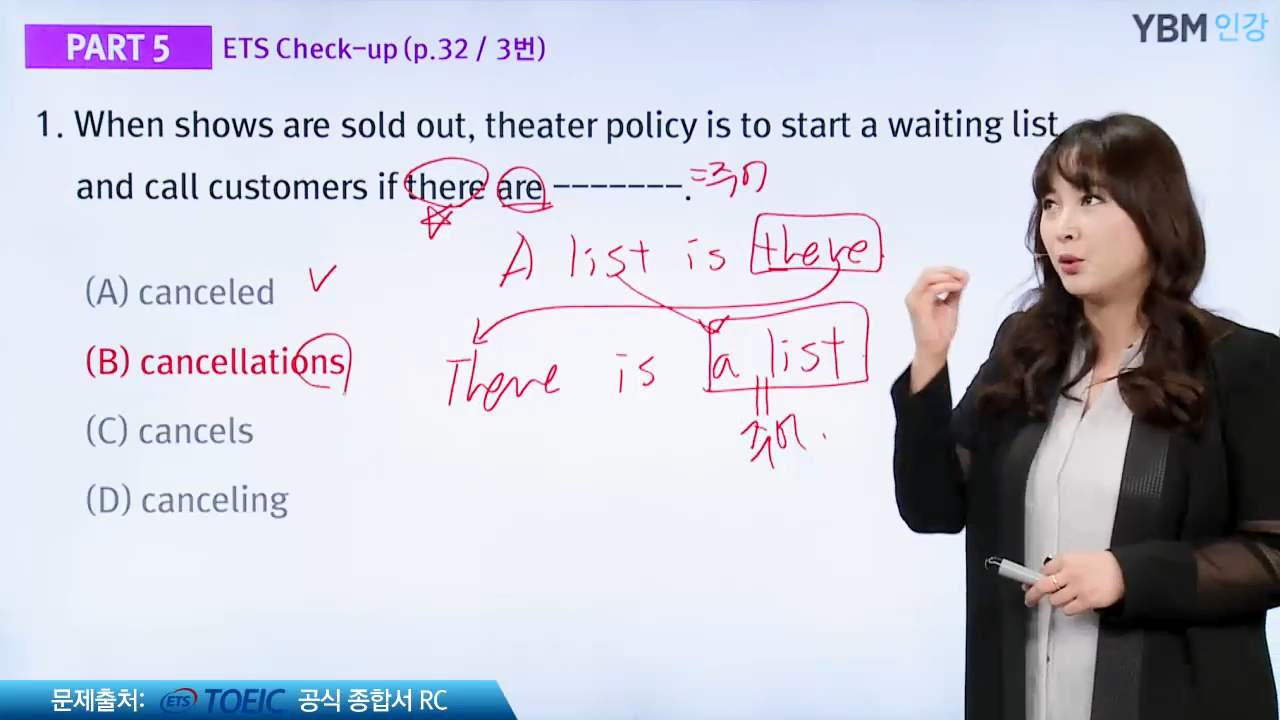 PART 5 ETS Check-up (p.32 / 3번)
YBM 인강
1. When shows are sold out, theater policy is to start a waiting list
and call customers if there are -------. =주어
A list is there
(A) canceled
There is a list
(B) cancellations
주어.
(C) cancels
(D) canceling
문제출처: ETS TOEIC 공식 종합서 RC